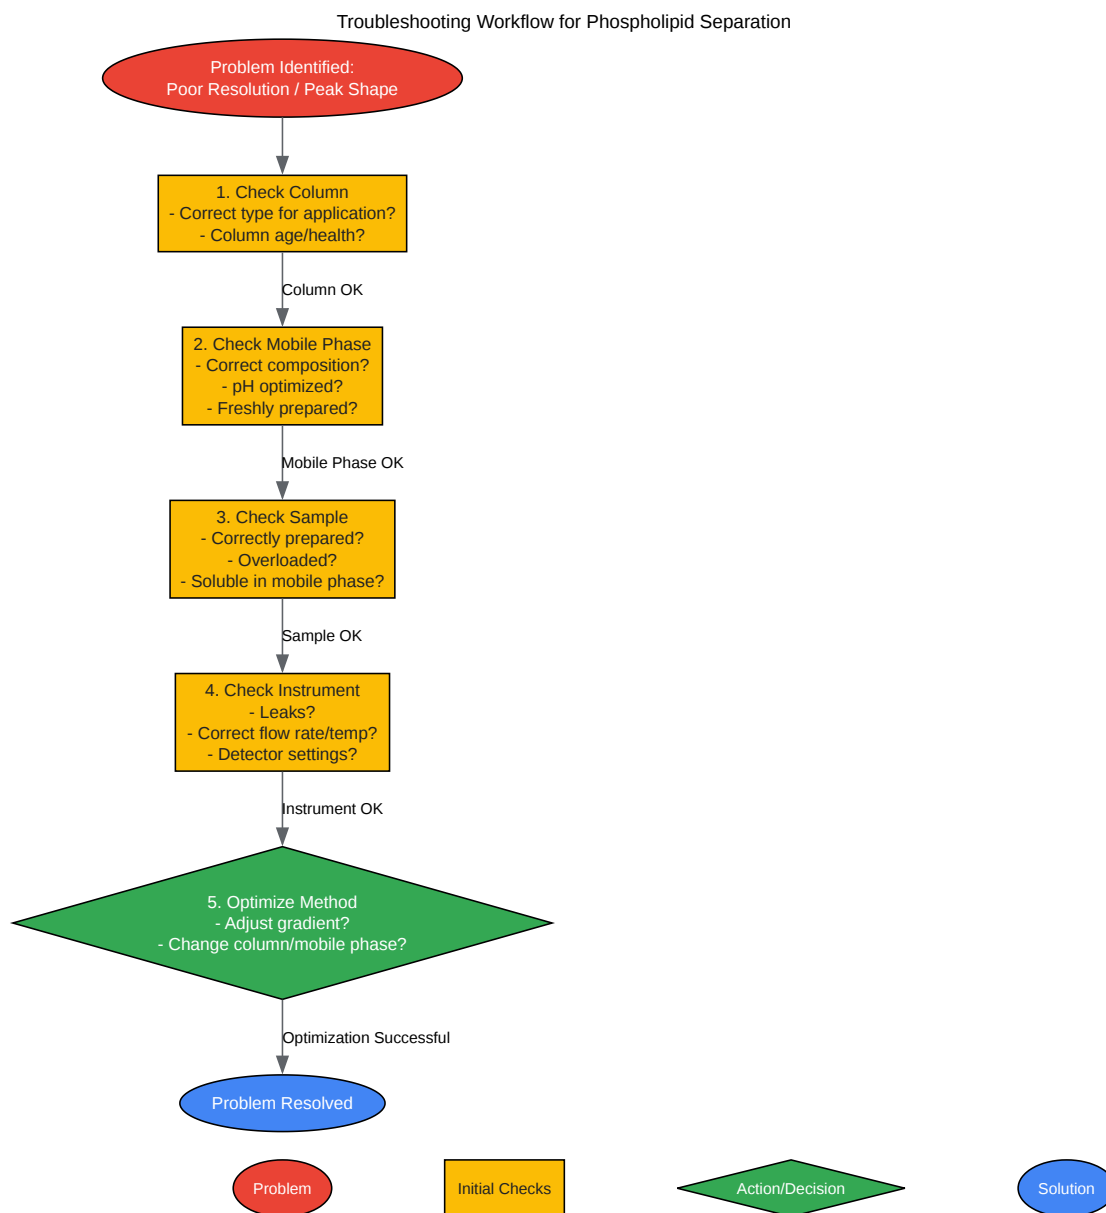 Troubleshooting Workflow for Phospholipid Separation
Problem Identified:
Poor Resolution / Peak Shape
1. Check Column
- Correct type for application?
- Column age/health?
Column OK
2. Check Mobile Phase
- Correct composition?
- pH optimized?
- Freshly prepared?
Mobile Phase OK
3. Check Sample
- Correctly prepared?
- Overloaded?
- Soluble in mobile phase?
Sample OK
4. Check Instrument
- Leaks?
- Correct flow rate/temp?
- Detector settings?
Instrument OK
5. Optimize Method
- Adjust gradient?
- Change column/mobile phase?
Optimization Successful
Problem Resolved
Problem
Initial Checks
Action/Decision
Solution